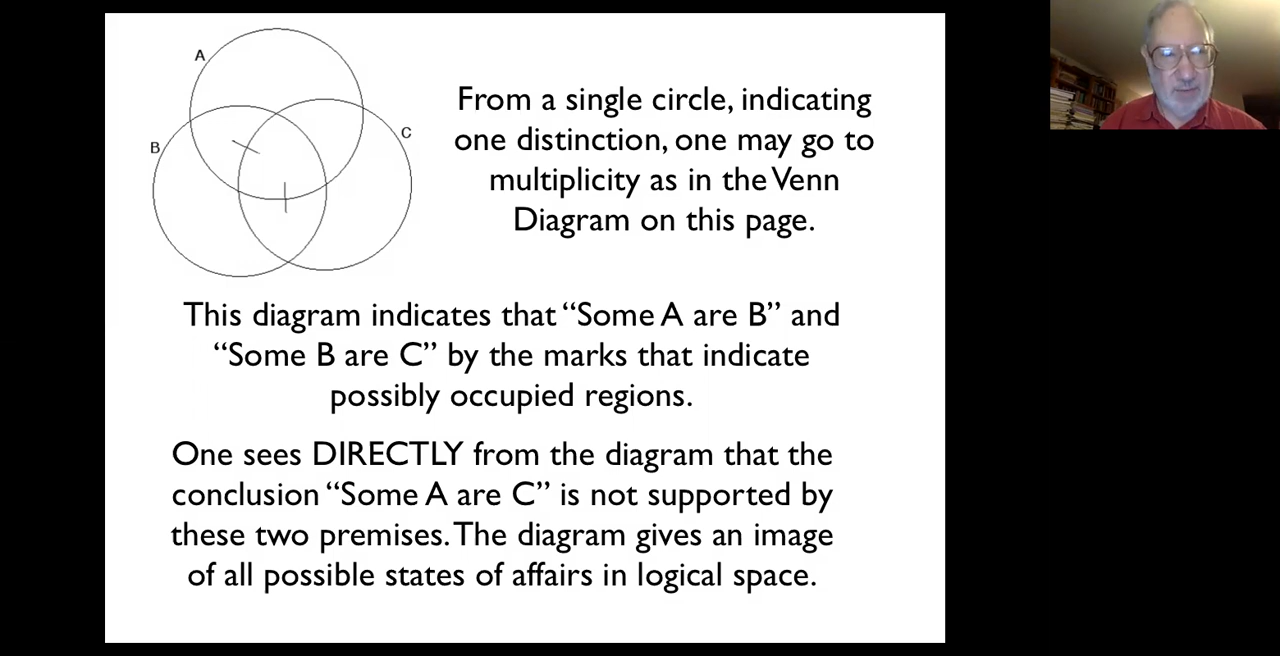 A
B
C
From a single circle, indicating
one distinction, one may go to
multiplicity as in the Venn
Diagram on this page.
This diagram indicates that “Some A are B” and
“Some B are C” by the marks that indicate
possibly occupied regions.
One sees DIRECTLY from the diagram that the
conclusion “Some A are C” is not supported by
these two premises. The diagram gives an image
of all possible states of affairs in logical space.